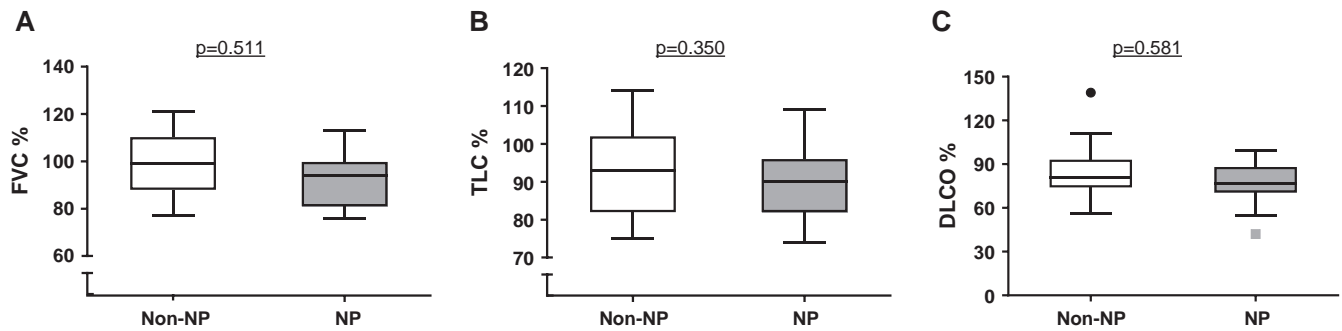 A
p=0.511
FVC %
140
120
100
80
60
Non-NP
NP
B
p=0.350
TLC %
120
110
100
90
80
70
Non-NP
NP
C
p=0.581
DLCO %
150
120
90
60
30
0
Non-NP
NP